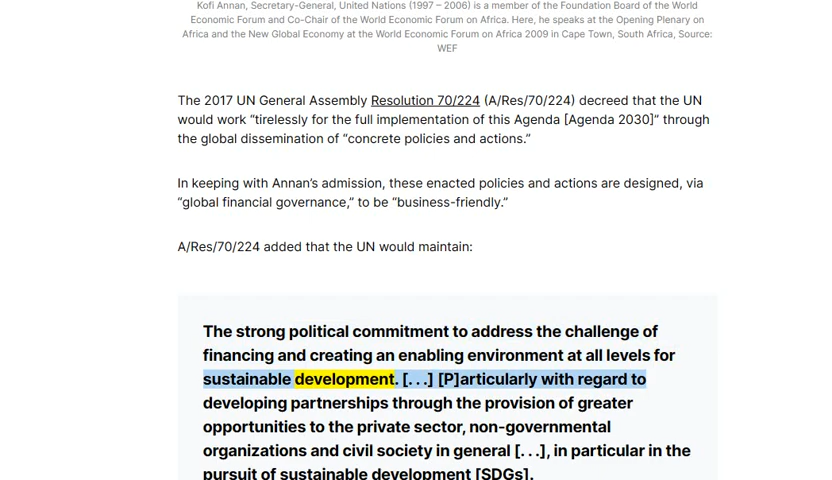 Kofi Annan, Secretary-General, United Nations (1997 – 2006) is a member of the Foundation Board of the World
Economic Forum and Co-Chair of the World Economic Forum on Africa. Here, he speaks at the Opening Plenary on
Africa and the New Global Economy at the World Economic Forum on Africa 2009 in Cape Town, South Africa, Source:
WEF
The 2017 UN General Assembly Resolution 70/224 (A/Res/70/224) decreed that the UN
would work “tirelessly for the full implementation of this Agenda [Agenda 2030]” through
the global dissemination of “concrete policies and actions.”
In keeping with Annan’s admission, these enacted policies and actions are designed, via
“global financial governance,” to be “business-friendly.”
A/Res/70/224 added that the UN would maintain:
The strong political commitment to address the challenge of
financing and creating an enabling environment at all levels for
sustainable development. [. . .] [P]articularly with regard to
developing partnerships through the provision of greater
opportunities to the private sector, non-governmental
organizations and civil society in general [. . .], in particular in the
pursuit of sustainable development [SDGs].